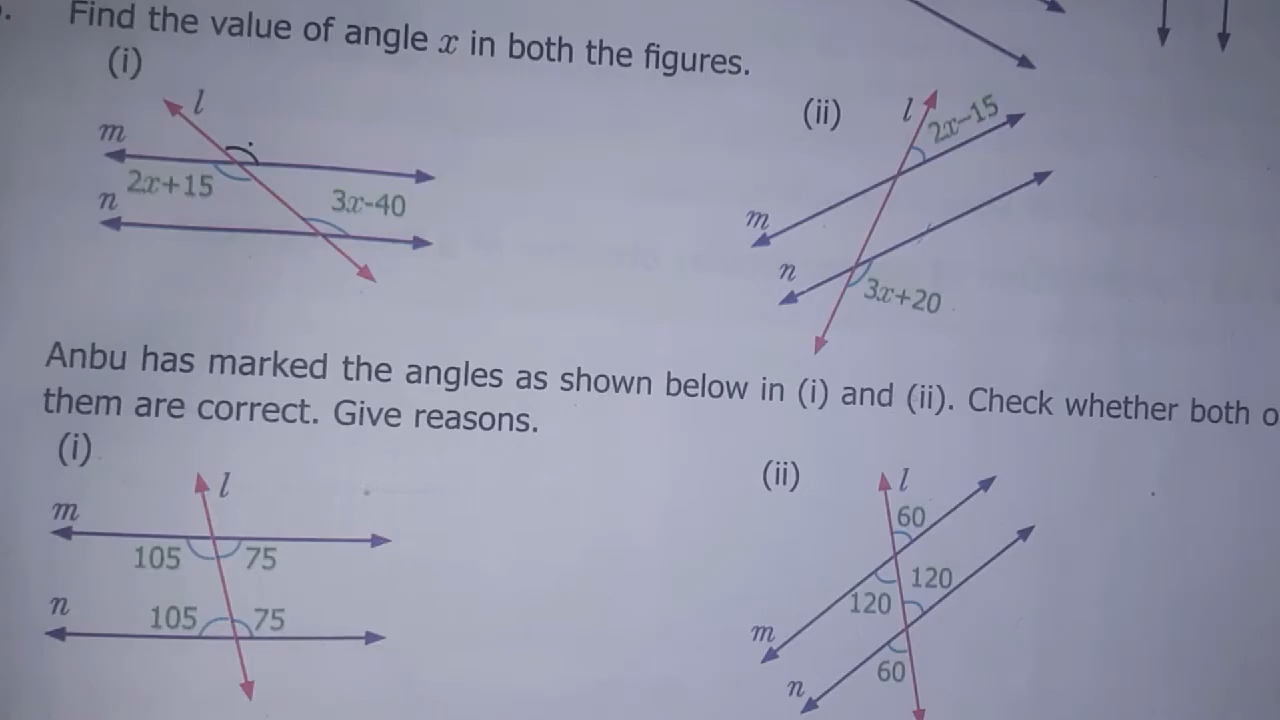 Find the value of angle x in both the figures.
(i)
l
m
2x+15
n
3x-40
(ii)
l
2x–15
m
n
3x+20
Anbu has marked the angles as shown below in (i) and (ii). Check whether both o
them are correct. Give reasons.
(i)
l
m
105
75
n
105
75
(ii)
l
60
120
120
m
60
n